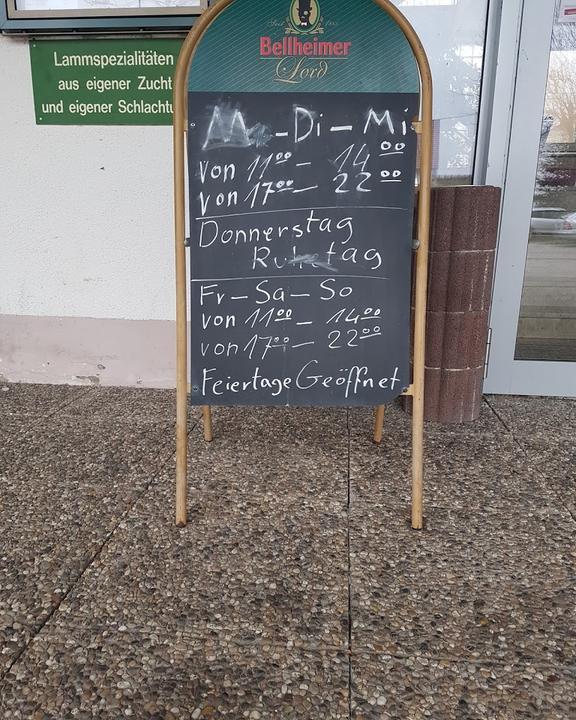 Lammspezialitäten
aus eigener Zucht
und eigener Schlachtu
Bellheimer
Lord
- Di - Mi
von 11⁰⁰ - 14⁰⁰
von 17⁰⁰ - 22⁰⁰
Donnerstag
Ruhetag
Fr - Sa - So
von 11⁰⁰ - 14⁰⁰
von 17⁰⁰ - 22⁰⁰
Feiertage Geöffnet